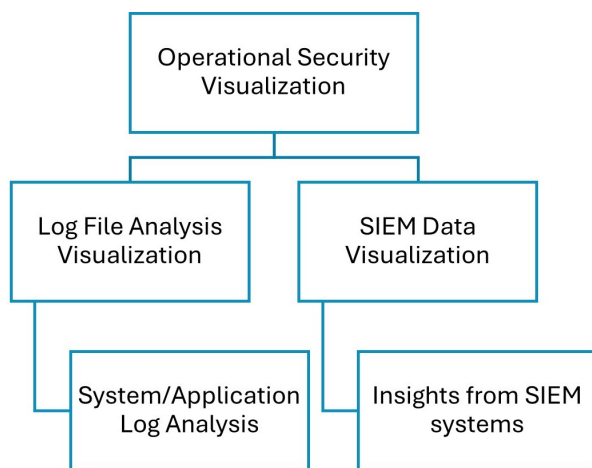 Operational Security
Visualization
Log File Analysis
Visualization
SIEM Data
Visualization
System/Application
Log Analysis
Insights from SIEM
systems